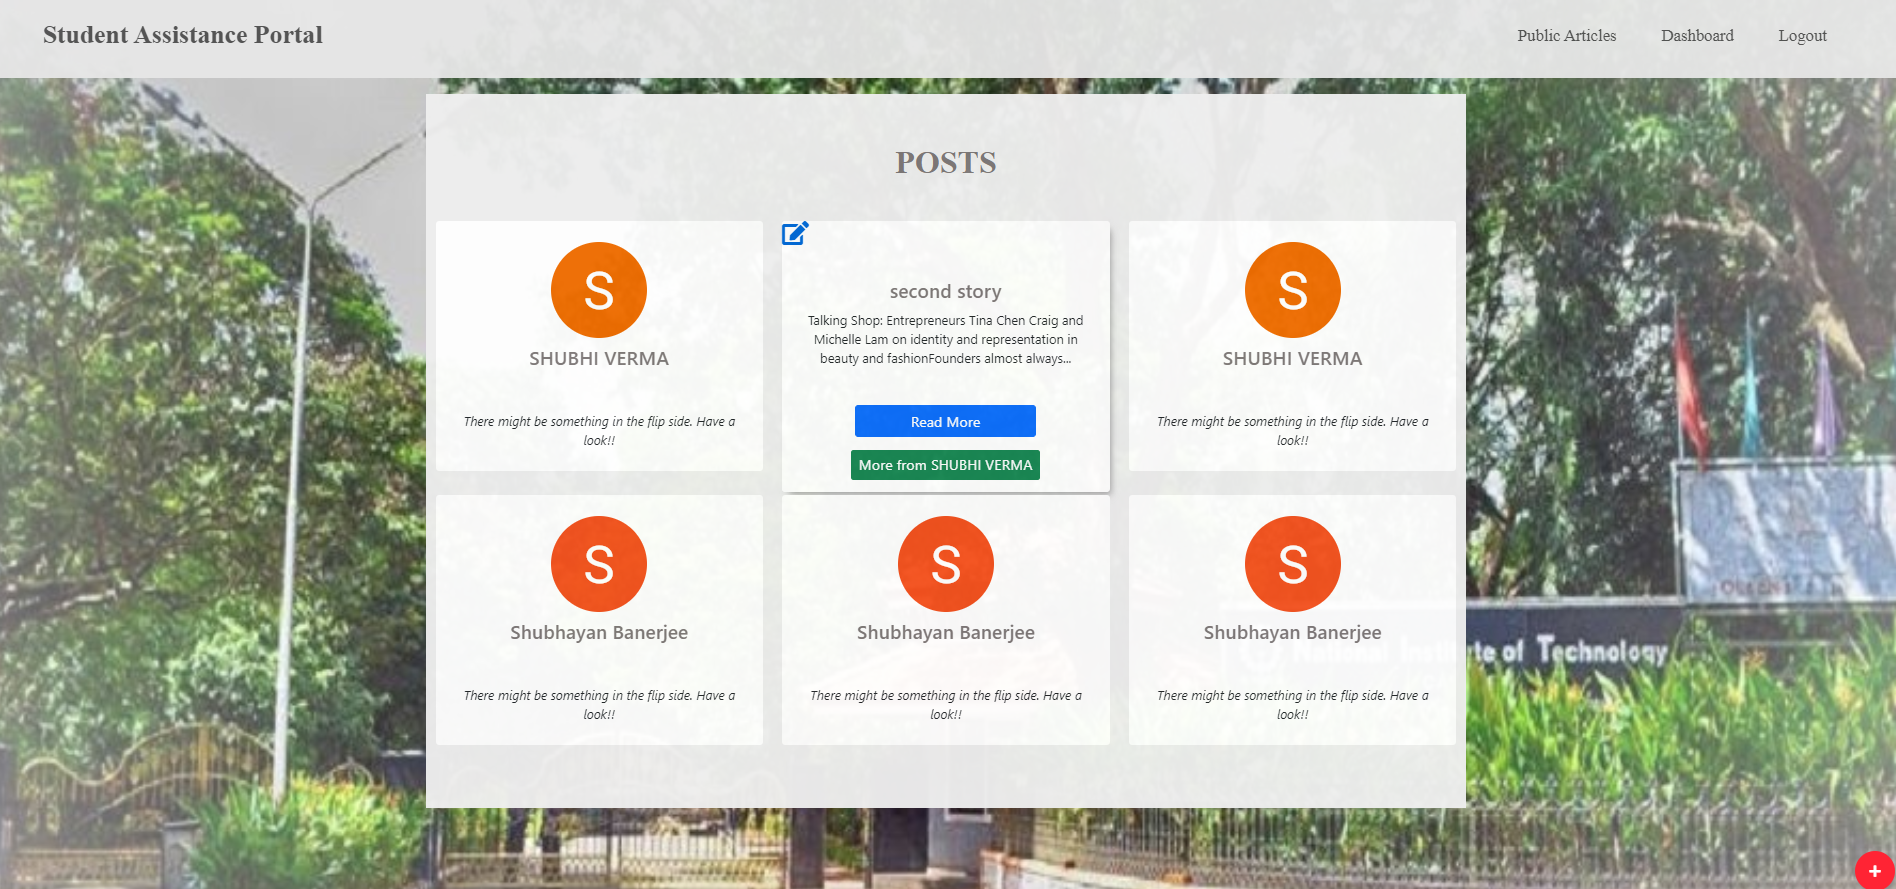 Student Assistance Portal
Public Articles
Dashboard
Logout
POSTS
S
SHUBHI VERMA
There might be something in the flip side. Have a
look!!
second story
Talking Shop: Entrepreneurs Tina Chen Craig and
Michelle Lam on identity and representation in
beauty and fashionFounders almost always...
Read More
More from SHUBHI VERMA
S
SHUBHI VERMA
There might be something in the flip side. Have a
look!!
S
Shubhayan Banerjee
There might be something in the flip side. Have a
look!!
S
Shubhayan Banerjee
There might be something in the flip side. Have a
look!!
S
Shubhayan Banerjee
There might be something in the flip side. Have a
look!!
National Institute of Technology
+